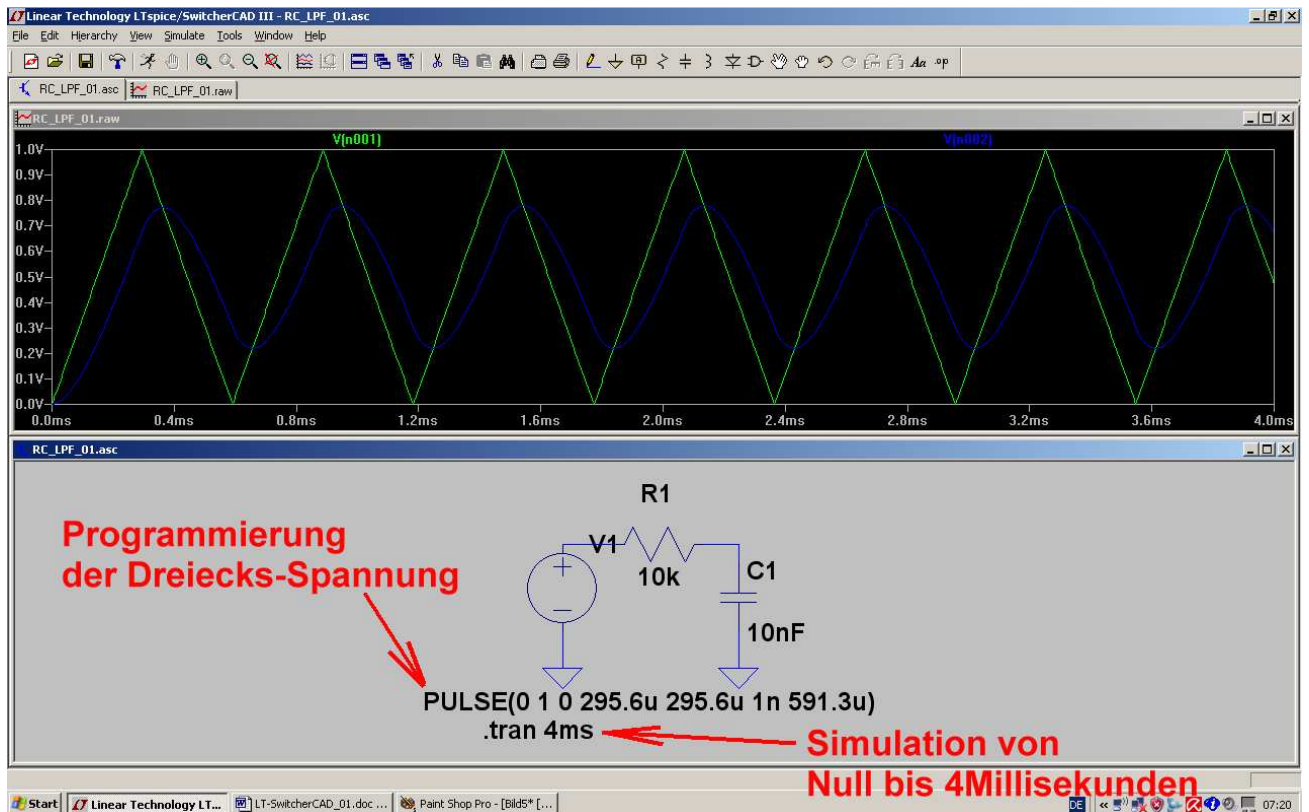 Linear Technology LTspice/SwitcherCAD III - RC_LPF_01.asc
File Edit Hierarchy View Simulate Tools Window Help
Aa .op
RC_LPF_01.asc RC_LPF_01.raw
RC_LPF_01.raw
V(n001) V(n002)
1.0V
0.9V
0.8V
0.7V
0.6V
0.5V
0.4V
0.3V
0.2V
0.1V
0.0V
0.0ms 0.4ms 0.8ms 1.2ms 1.6ms 2.0ms 2.4ms 2.8ms 3.2ms 3.6ms 4.0ms
RC_LPF_01.asc
R1
V1
10k
C1
10nF
Programmierung
der Dreiecks-Spannung
PULSE(0 1 0 295.6u 295.6u 1n 591.3u)
.tran 4ms
Simulation von
Null bis 4Millisekunden
Start Linear Technology LT... LT-SwitcherCAD_01.doc ... Paint Shop Pro - [Bild5* [... DE « 07:20